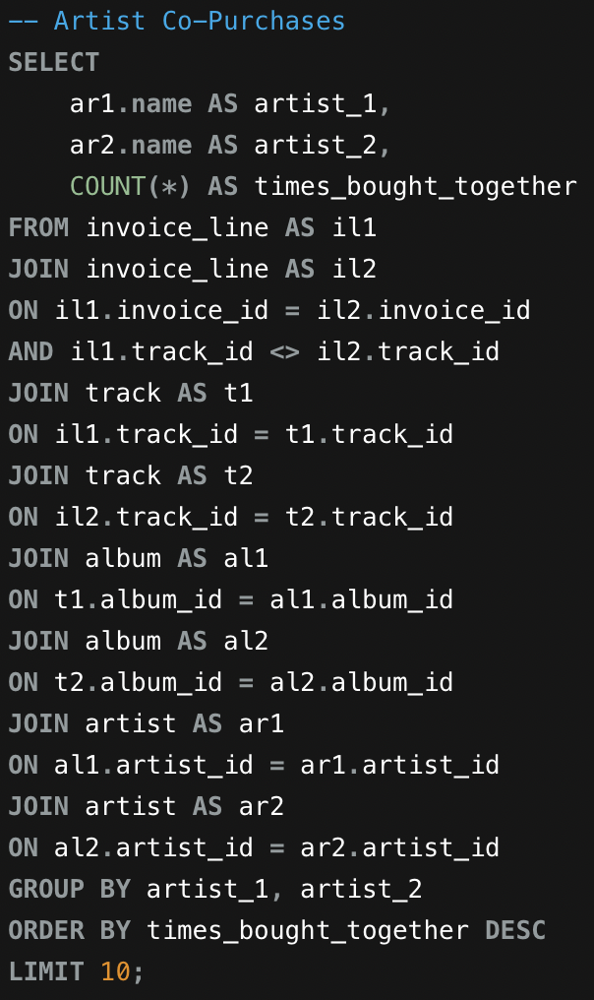 -- Artist Co-Purchases
SELECT
    ar1.name AS artist_1,
    ar2.name AS artist_2,
    COUNT(*) AS times_bought_together
FROM invoice_line AS il1
JOIN invoice_line AS il2
ON il1.invoice_id = il2.invoice_id
AND il1.track_id <> il2.track_id
JOIN track AS t1
ON il1.track_id = t1.track_id
JOIN track AS t2
ON il2.track_id = t2.track_id
JOIN album AS al1
ON t1.album_id = al1.album_id
JOIN album AS al2
ON t2.album_id = al2.album_id
JOIN artist AS ar1
ON al1.artist_id = ar1.artist_id
JOIN artist AS ar2
ON al2.artist_id = ar2.artist_id
GROUP BY artist_1, artist_2
ORDER BY times_bought_together DESC
LIMIT 10;